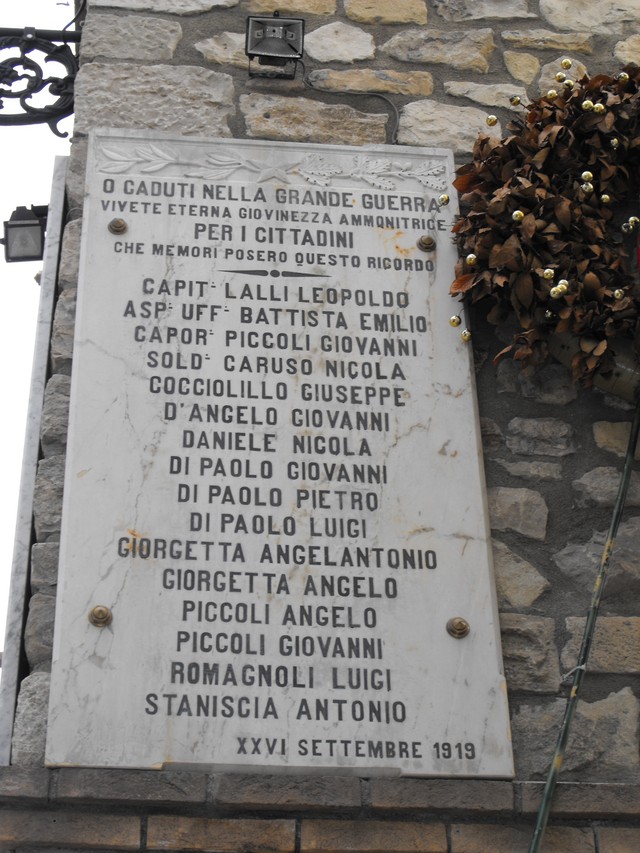 O CADUTI NELLA GRANDE GUERRA
VIVETE ETERNA GIOVINEZZA AMMONITRICE
PER I CITTADINI
CHE MEMORI POSERO QUESTO RICORDO
CAPIT. LALLI LEOPOLDO
ASP. UFF. BATTISTA EMILIO
CAPOR. PICCOLI GIOVANNI
SOLD. CARUSO NICOLA
COCCIOLILLO GIUSEPPE
D'ANGELO GIOVANNI
DANIELE NICOLA
DI PAOLO GIOVANNI
DI PAOLO PIETRO
DI PAOLO LUIGI
GIORGETTA ANGELANTONIO
GIORGETTA ANGELO
PICCOLI ANGELO
PICCOLI GIOVANNI
ROMAGNOLI LUIGI
STANISCIA ANTONIO
XXVI SETTEMBRE 1919